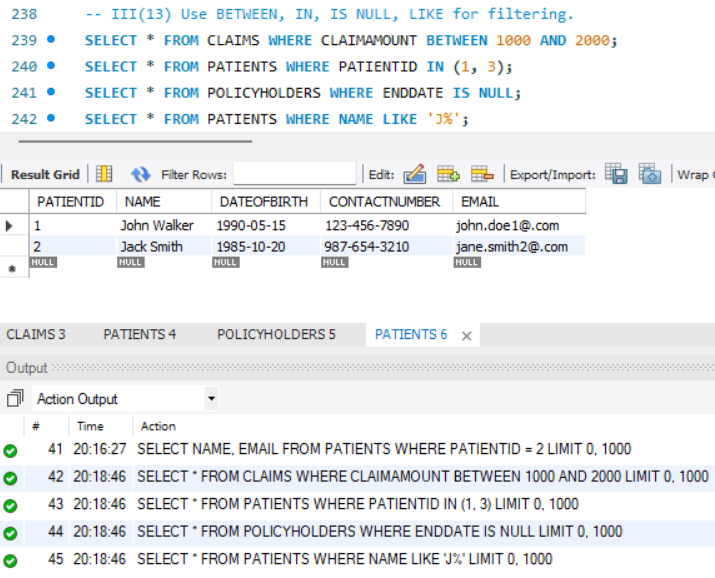 238 -- III(13) Use BETWEEN, IN, IS NULL, LIKE for filtering.
239 SELECT * FROM CLAIMS WHERE CLAIMAMOUNT BETWEEN 1000 AND 2000;
240 SELECT * FROM PATIENTS WHERE PATIENTID IN (1, 3);
241 SELECT * FROM POLICYHOLDERS WHERE ENDDATE IS NULL;
242 SELECT * FROM PATIENTS WHERE NAME LIKE 'J%';
Result Grid Filter Rows: Edit: Export/Import: Wrap
PATIENTID NAME DATEOFBIRTH CONTACTNUMBER EMAIL
1 John Walker 1990-05-15 123-456-7890 john.doe1@.com
2 Jack Smith 1985-10-20 987-654-3210 jane.smith2@.com
NULL NULL NULL NULL NULL
CLAIMS 3 PATIENTS 4 POLICYHOLDERS 5 PATIENTS 6 ×
Output
Action Output
# Time Action
41 20:16:27 SELECT NAME, EMAIL FROM PATIENTS WHERE PATIENTID = 2 LIMIT 0, 1000
42 20:18:46 SELECT * FROM CLAIMS WHERE CLAIMAMOUNT BETWEEN 1000 AND 2000 LIMIT 0, 1000
43 20:18:46 SELECT * FROM PATIENTS WHERE PATIENTID IN (1, 3) LIMIT 0, 1000
44 20:18:46 SELECT * FROM POLICYHOLDERS WHERE ENDDATE IS NULL LIMIT 0, 1000
45 20:18:46 SELECT * FROM PATIENTS WHERE NAME LIKE 'J%' LIMIT 0, 1000